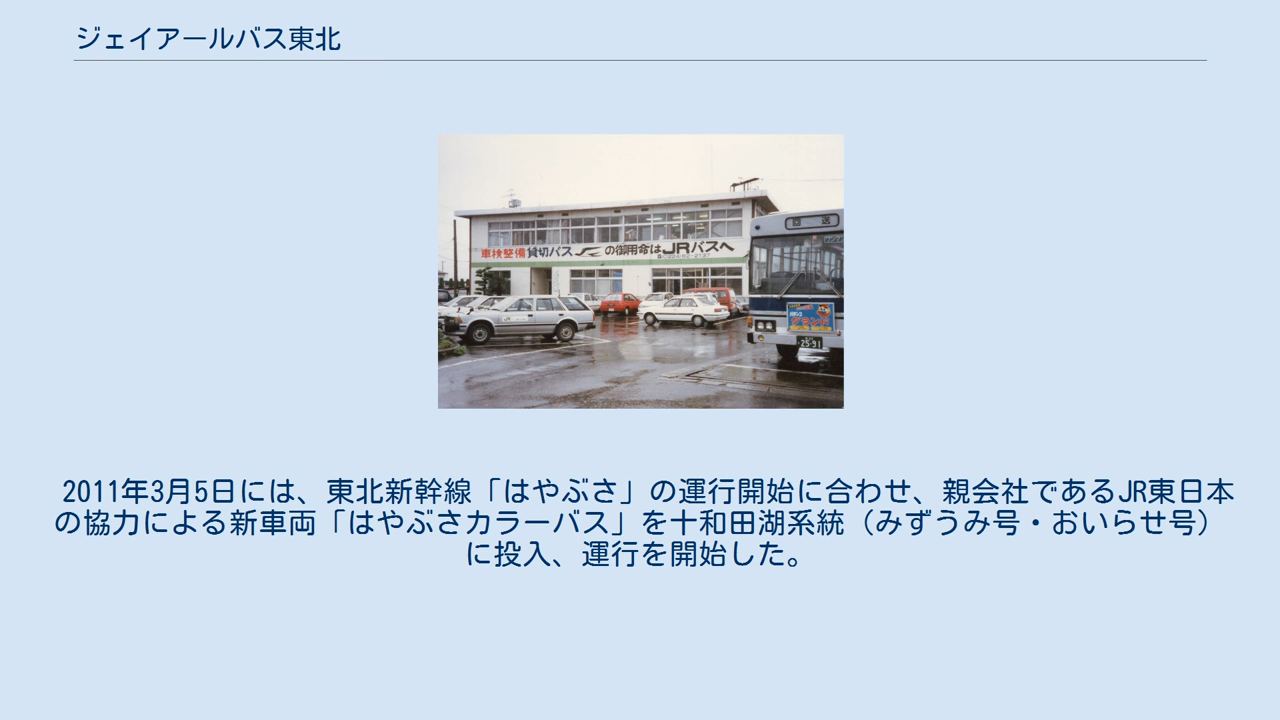 ジェイアールバス東北
回送
車検整備貸切バス の御用命はJRバスへ
25-91
2011年3月5日には、東北新幹線「はやぶさ」の運行開始に合わせ、親会社であるJR東日本
の協力による新車両「はやぶさカラーバス」を十和田湖系統（みずうみ号・おいらせ号）
に投入、運行を開始した。